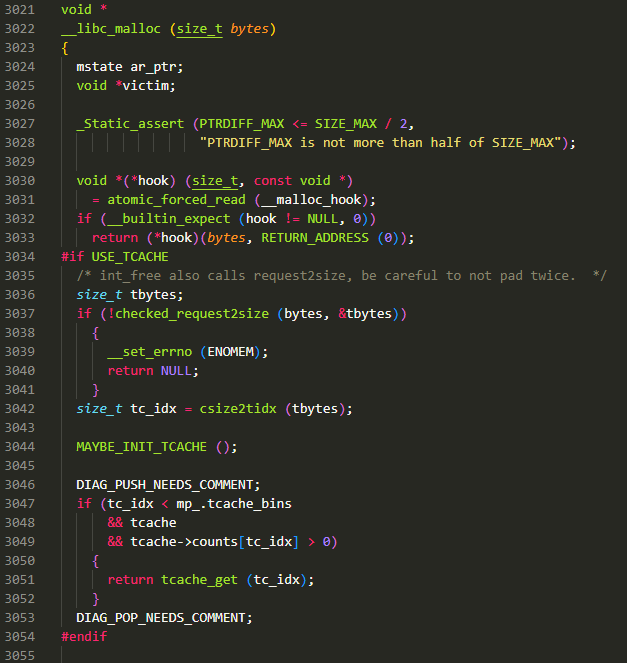 3021 void *
3022 __libc_malloc (size_t bytes)
3023 {
3024   mstate ar_ptr;
3025   void *victim;
3026
3027   _Static_assert (PTRDIFF_MAX <= SIZE_MAX / 2,
3028                   "PTRDIFF_MAX is not more than half of SIZE_MAX");
3029
3030   void *(*hook) (size_t, const void *)
3031     = atomic_forced_read (__malloc_hook);
3032   if (__builtin_expect (hook != NULL, 0))
3033     return (*hook)(bytes, RETURN_ADDRESS (0));
3034 #if USE_TCACHE
3035   /* int_free also calls request2size, be careful to not pad twice.  */
3036   size_t tbytes;
3037   if (!checked_request2size (bytes, &tbytes))
3038     {
3039       __set_errno (ENOMEM);
3040       return NULL;
3041     }
3042   size_t tc_idx = csize2tidx (tbytes);
3043
3044   MAYBE_INIT_TCACHE ();
3045
3046   DIAG_PUSH_NEEDS_COMMENT;
3047   if (tc_idx < mp_.tcache_bins
3048       && tcache
3049       && tcache->counts[tc_idx] > 0)
3050     {
3051       return tcache_get (tc_idx);
3052     }
3053   DIAG_POP_NEEDS_COMMENT;
3054 #endif
3055